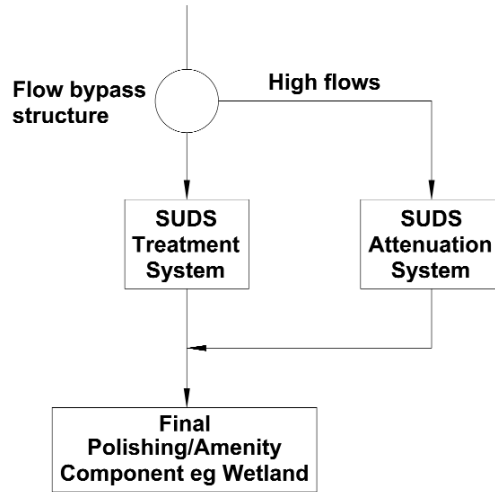 Flow bypass
structure
High flows
SUDS
Treatment
System
SUDS
Attenuation
System
Final
Polishing/Amenity
Component eg Wetland